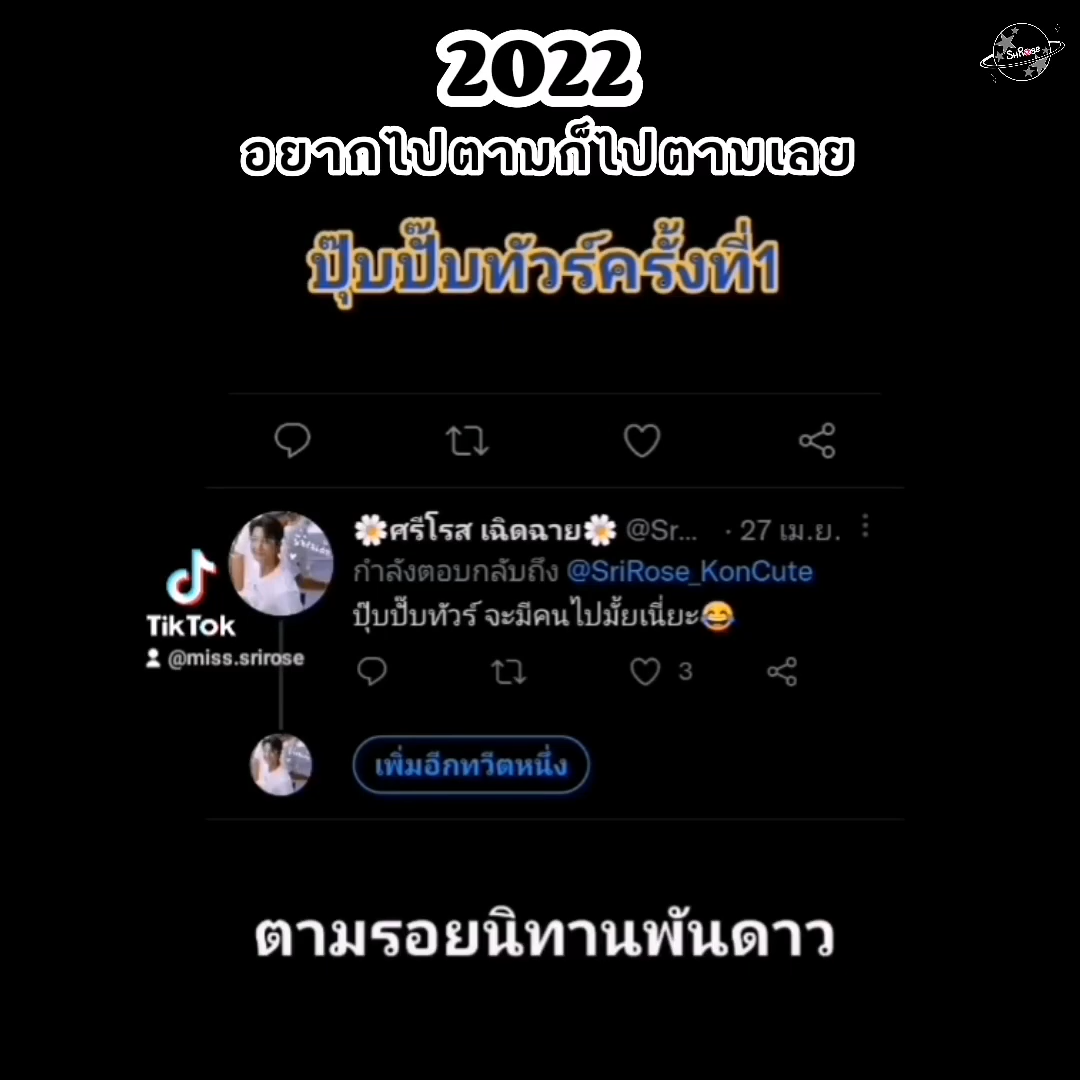 2022
SriRose
อยากไปตามก็ไปตามเลย
ปุ๊บปั๊บทัวร์ครั้งที่1
🌼ศรีโรส เฉิดฉาย🌼 @Sr... · 27 เม.ย.
กำลังตอบกลับถึง @SriRose_KonCute
ปุ๊บปั๊บทัวร์ จะมีคนไปมั้ยเนี่ยะ😂
TikTok
@miss.srirose
3
เพิ่มอีกทวีตหนึ่ง
ตามรอยนิทานพันดาว